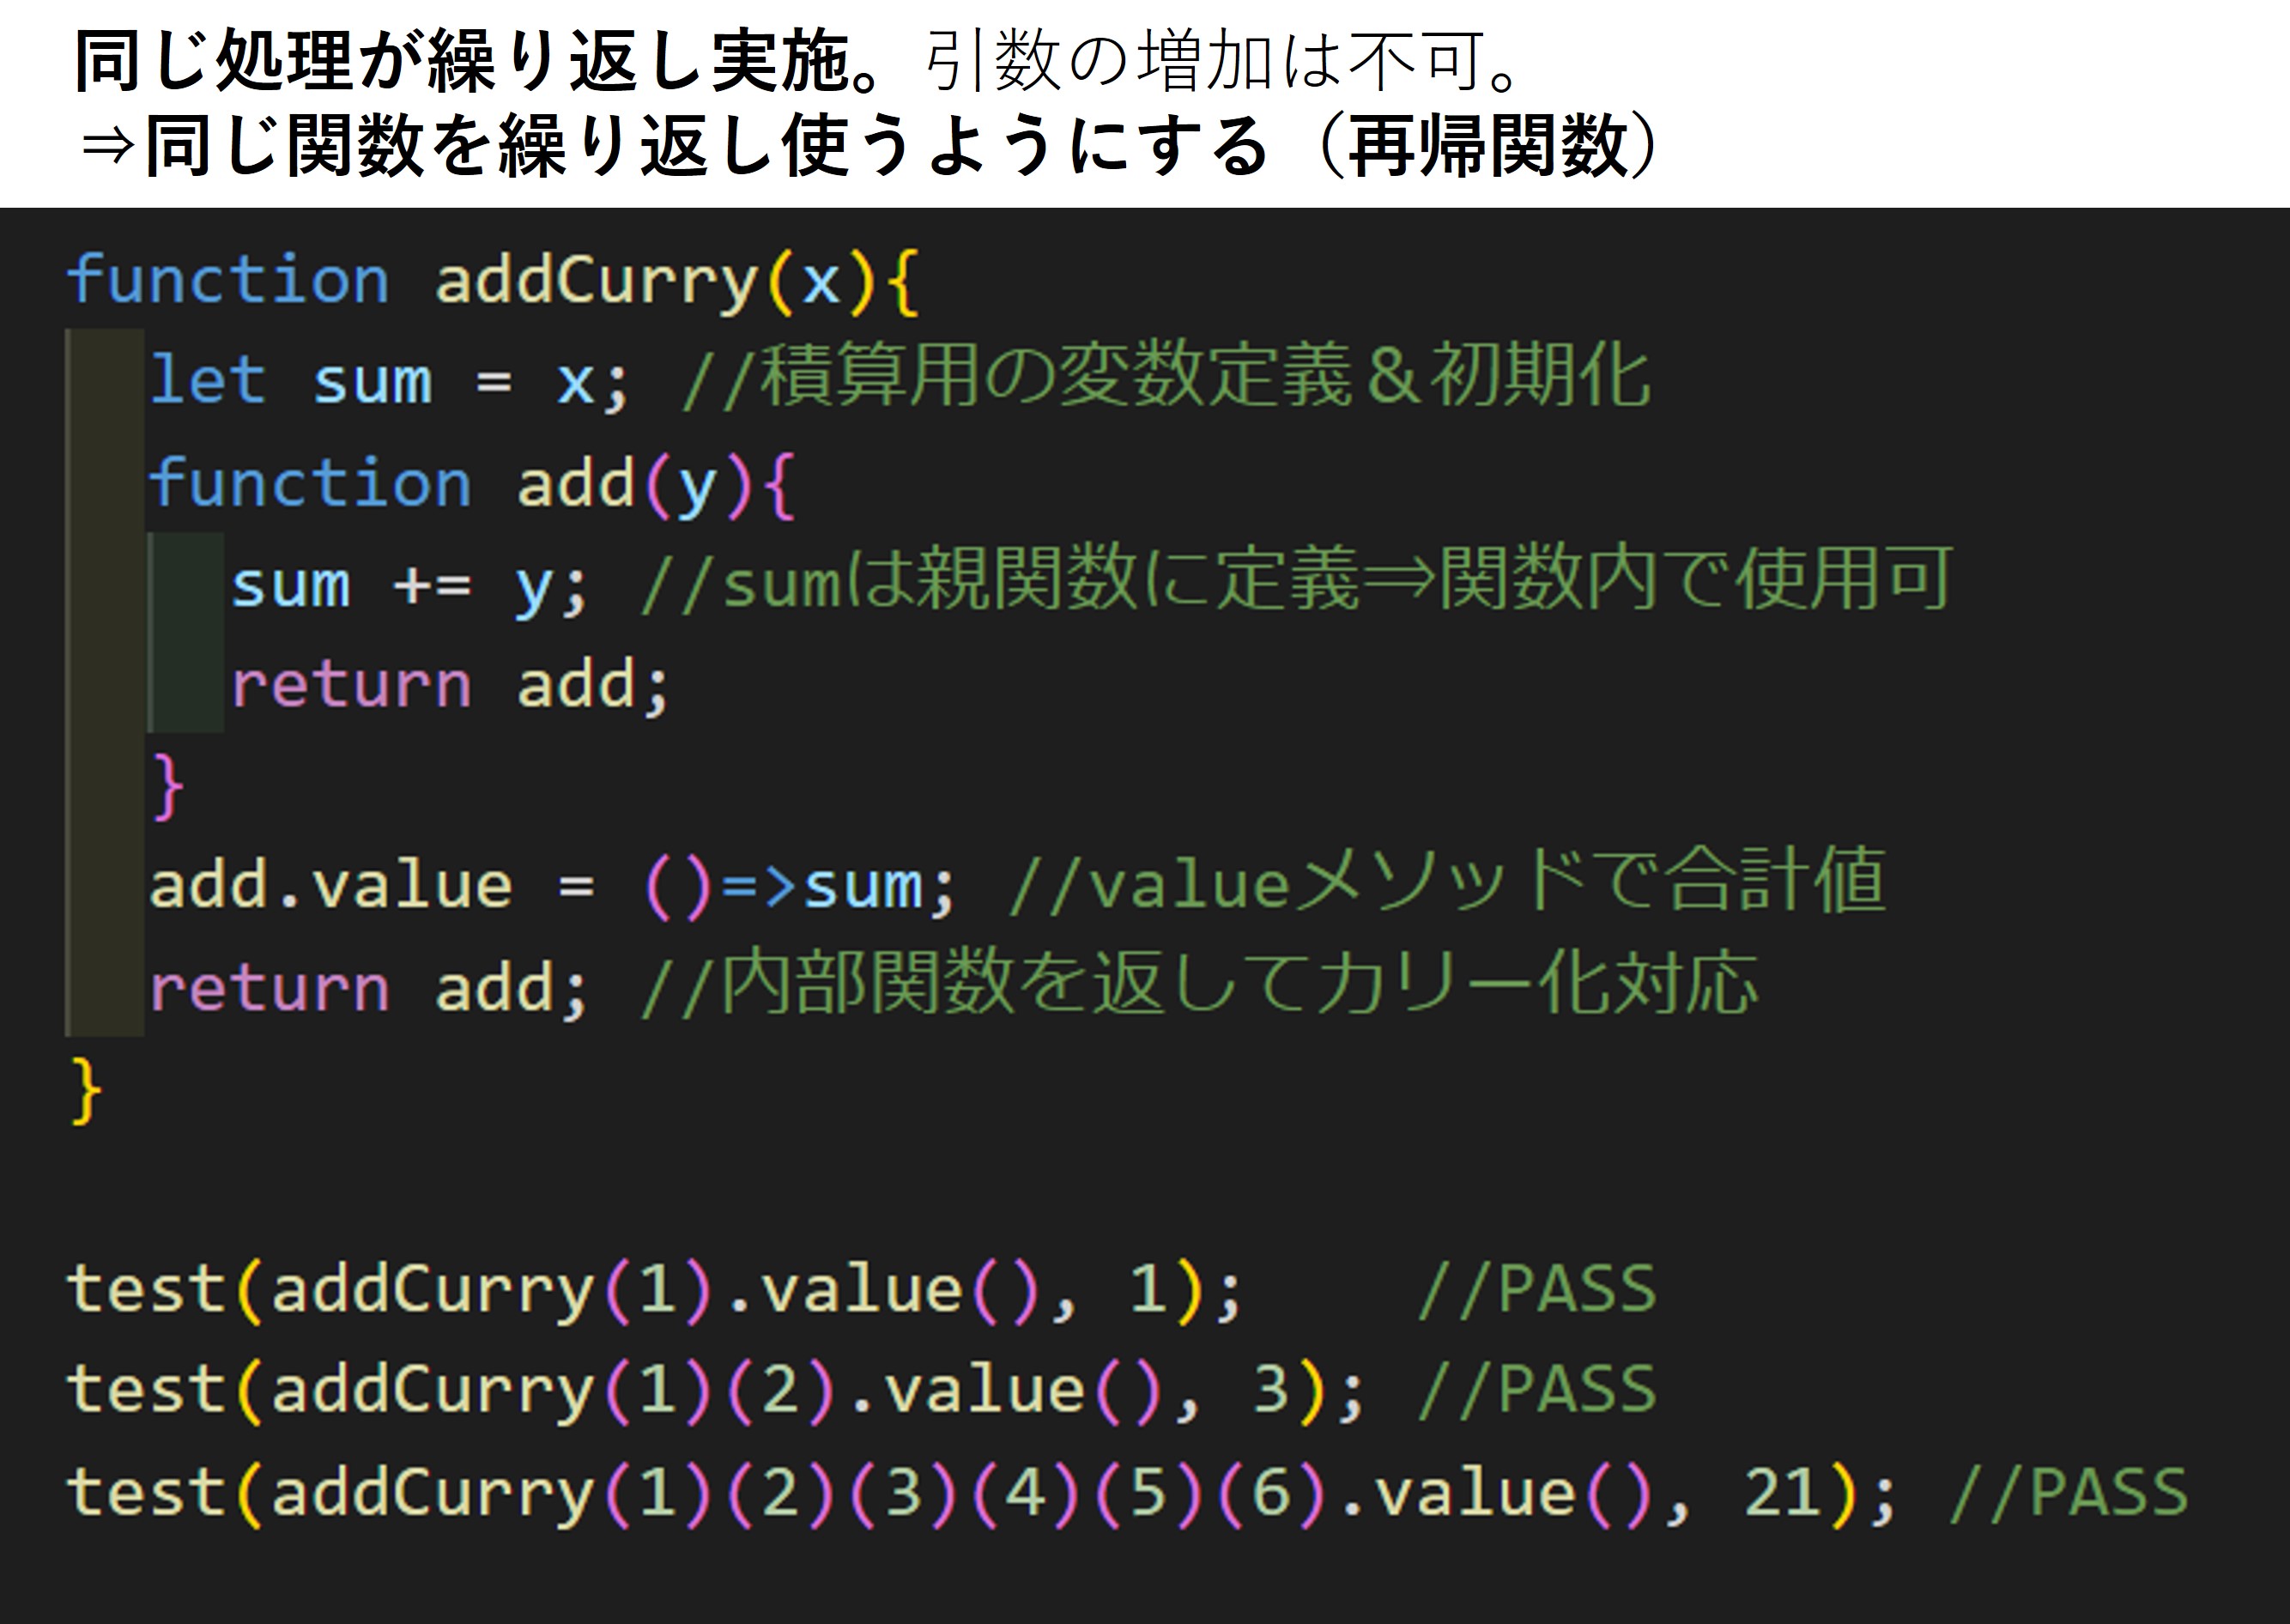 同じ処理が繰り返し実施。引数の増加は不可。
⇒同じ関数を繰り返し使うようにする（再帰関数）
function addCurry(x){
let sum = x; //積算用の変数定義＆初期化
function add(y){
sum += y; //sumは親関数に定義⇒関数内で使用可
return add;
}
add.value = ()=>sum; //valueメソッドで合計値
return add; //内部関数を返してカリー化対応
}
test(addCurry(1).value(), 1); //PASS
test(addCurry(1)(2).value(), 3); //PASS
test(addCurry(1)(2)(3)(4)(5)(6).value(), 21); //PASS